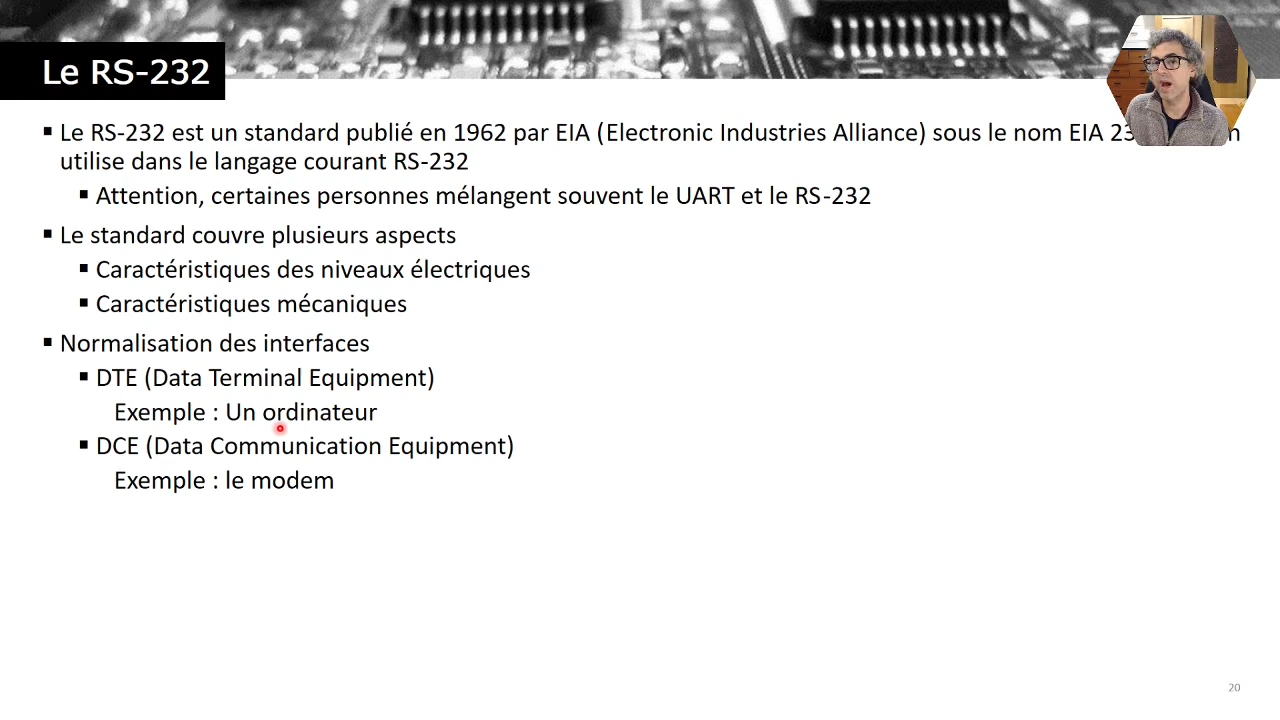 Le RS-232
▪ Le RS-232 est un standard publié en 1962 par EIA (Electronic Industries Alliance) sous le nom EIA
utilise dans le langage courant RS-232
▪ Attention, certaines personnes mélangent souvent le UART et le RS-232
▪ Le standard couvre plusieurs aspects
▪ Caractéristiques des niveaux électriques
▪ Caractéristiques mécaniques
▪ Normalisation des interfaces
▪ DTE (Data Terminal Equipment)
Exemple : Un ordinateur
▪ DCE (Data Communication Equipment)
Exemple : le modem
20